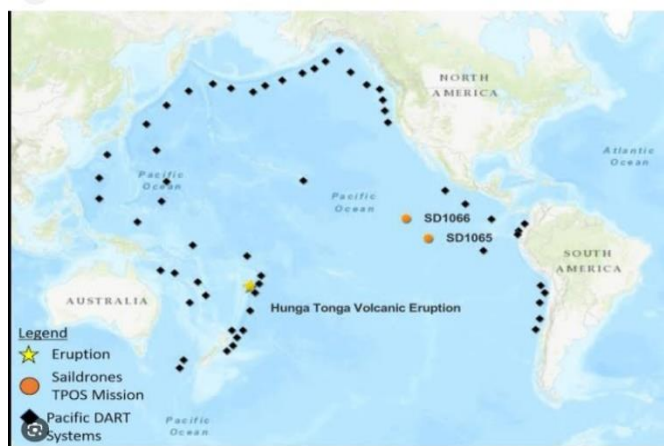 NORTH
AMERICA
Atlantic
Ocean
Pacific
Ocean
Pacific
Ocean
SD1066
SD1065
SOUTH
AMERICA
AUSTRALIA
Hunga Tonga Volcanic Eruption
Legend
Eruption
Saildrones
TPOS Mission
Pacific DART
Systems
Pacific
Ocean